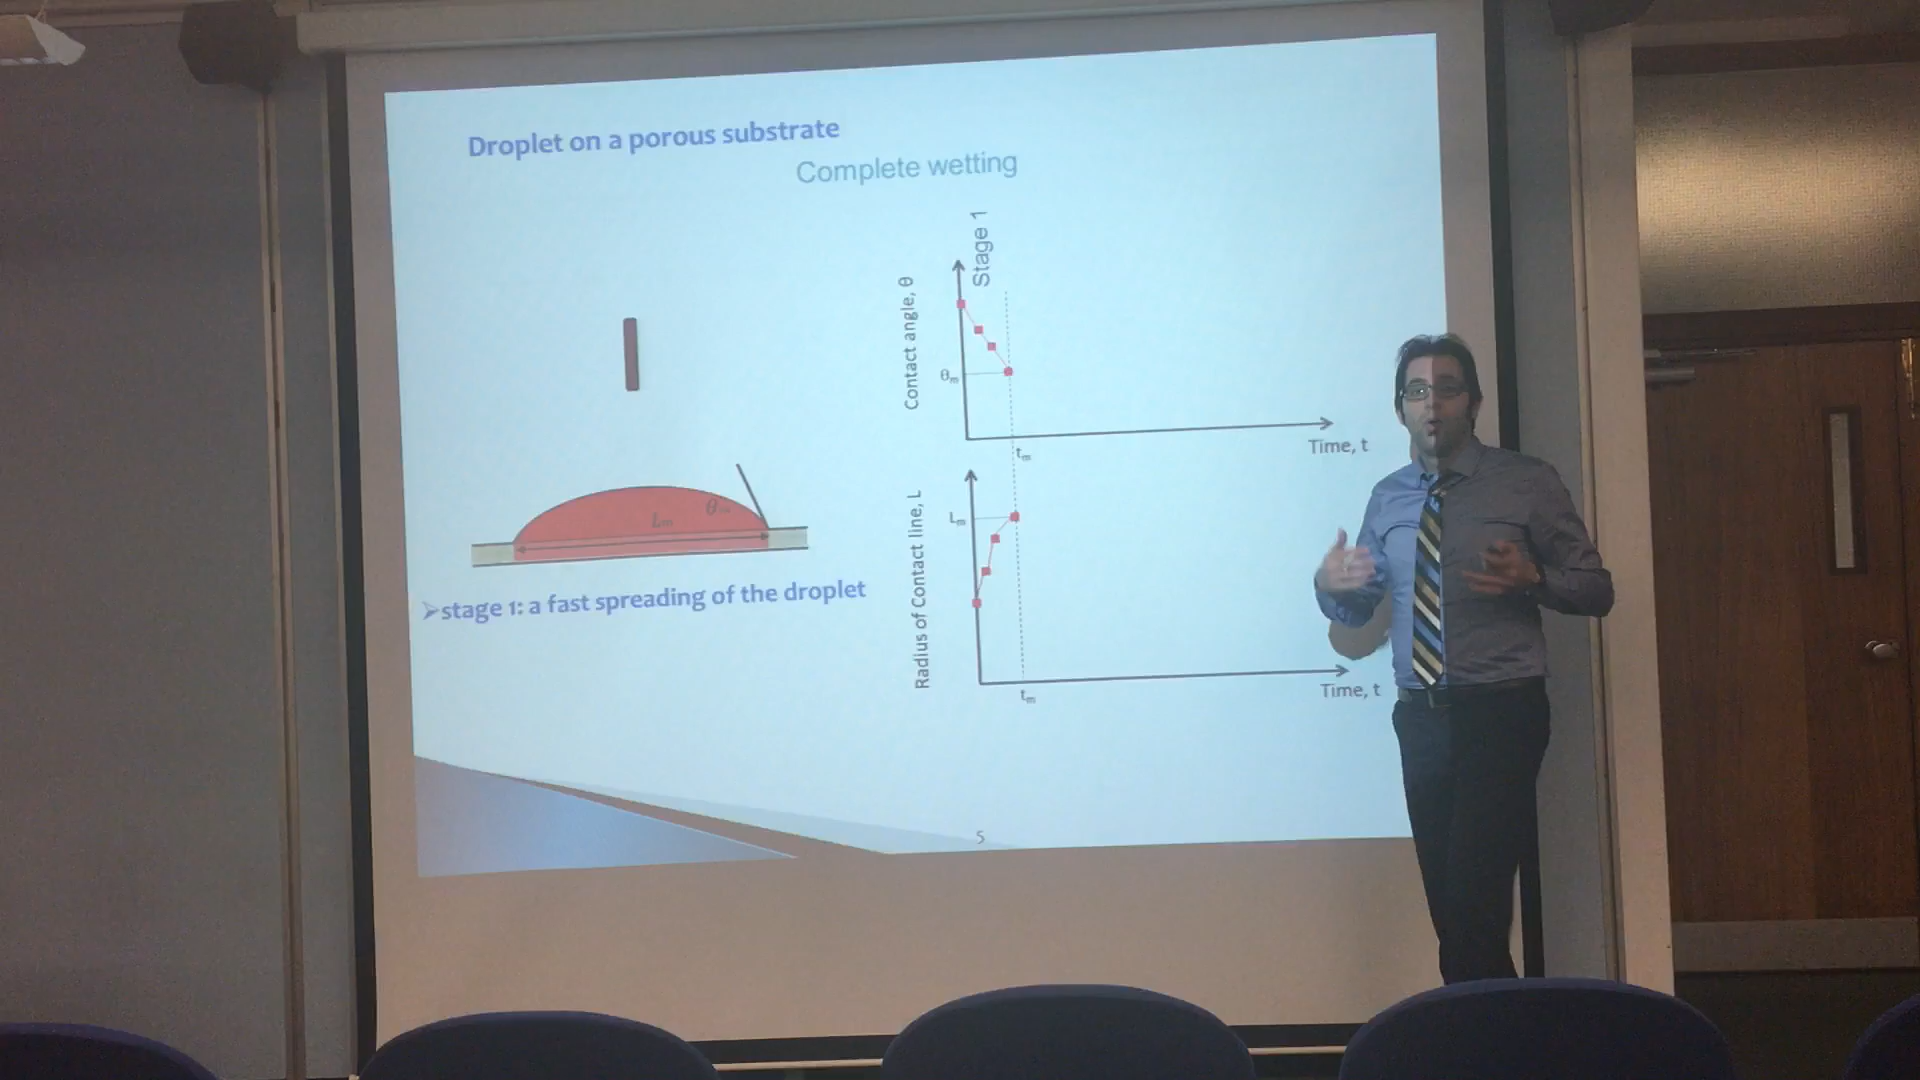 Droplet on a porous substrate
Complete wetting
Stage 1
Contact angle, θ
θm
Time, t
tm
θm
Lm
Radius of Contact line, L
Lm
Time, t
tm
➢stage 1: a fast spreading of the droplet
5